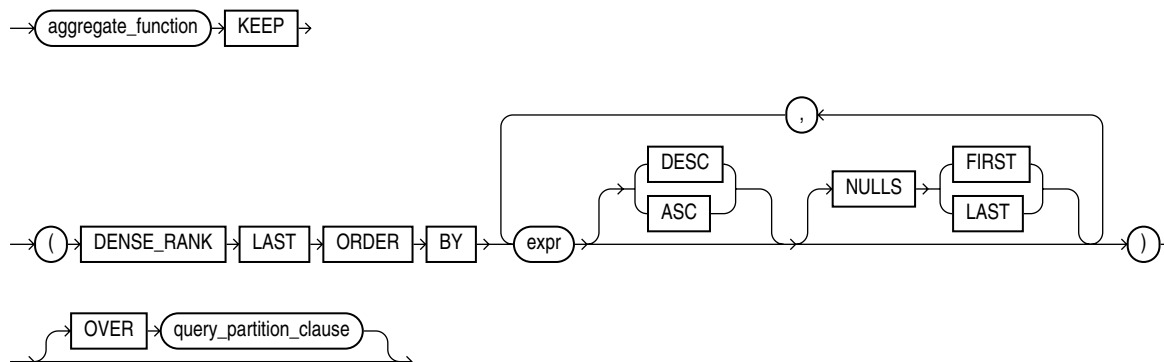 aggregate_function KEEP
,
DESC FIRST
NULLS
ASC LAST
( DENSE_RANK LAST ORDER BY expr )
OVER query_partition_clause